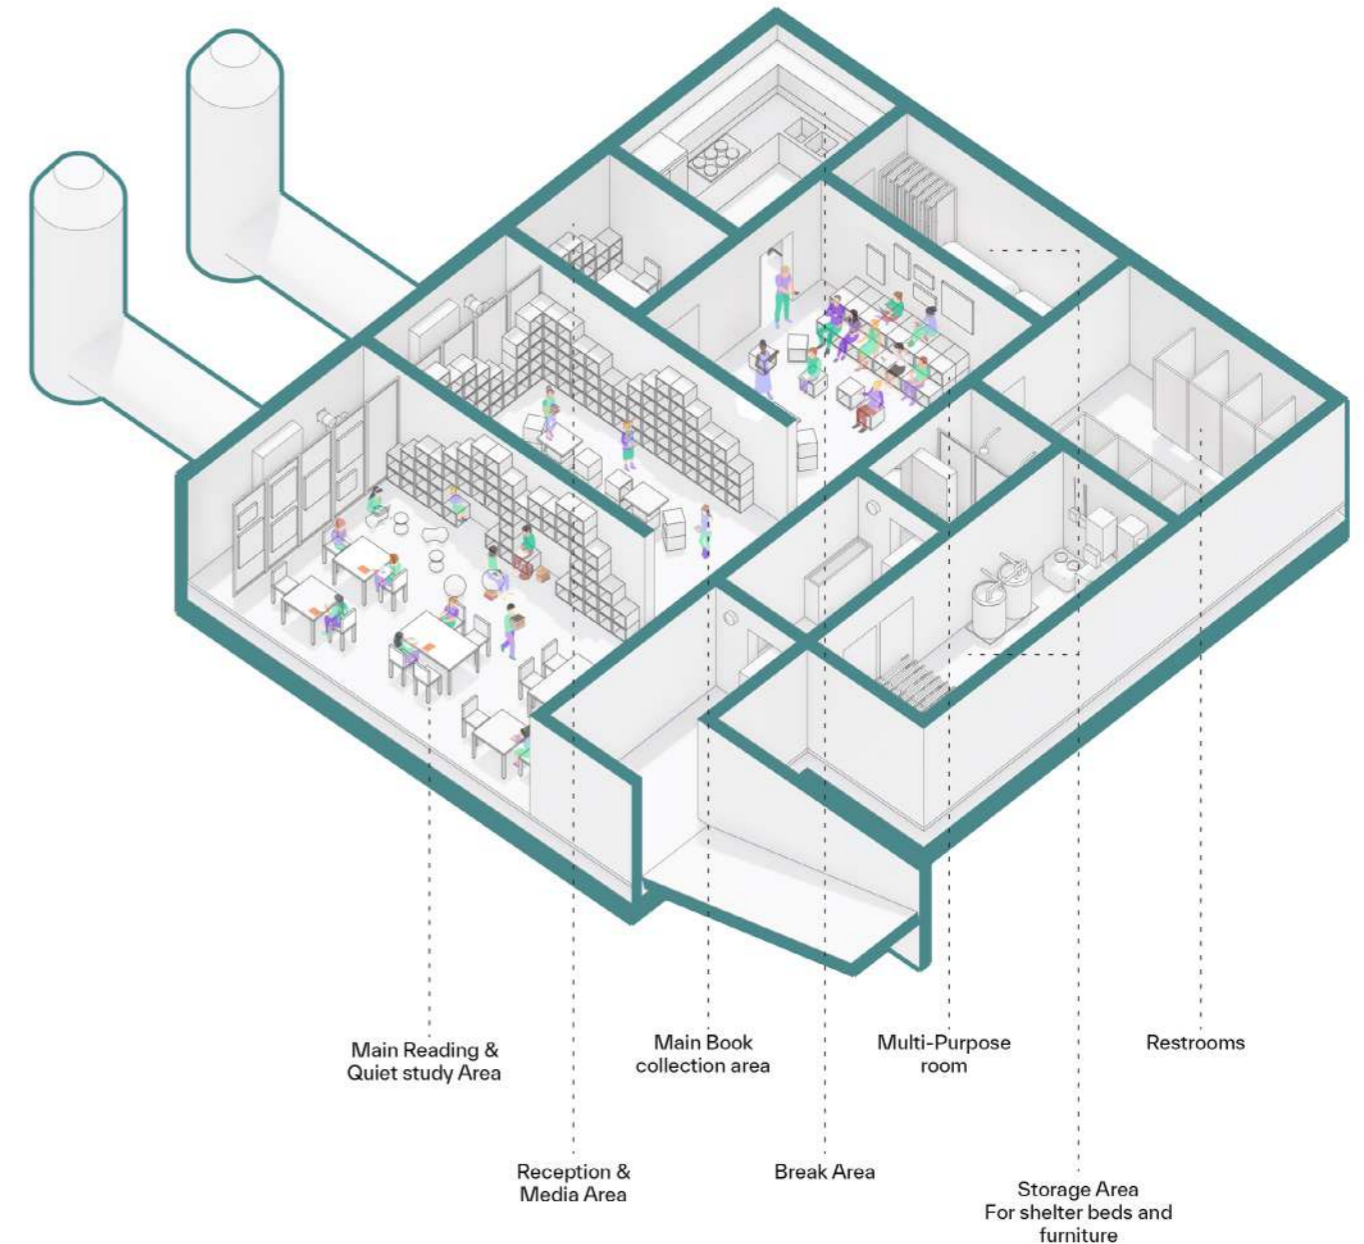 Main Reading &
Quiet study Area
Main Book
collection area
Multi-Purpose
room
Restrooms
Reception &
Media Area
Break Area
Storage Area
For shelter beds and
furniture